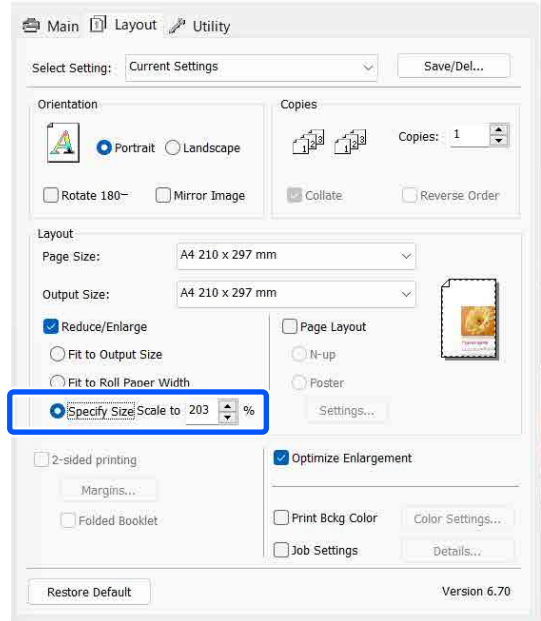 Main Layout Utility
Select Setting: Current Settings Save/Del...
Orientation
Portrait Landscape
Rotate 180− Mirror Image
Copies
Copies: 1
Collate Reverse Order
Layout
Page Size: A4 210 x 297 mm
Output Size: A4 210 x 297 mm
Reduce/Enlarge
Fit to Output Size
Fit to Roll Paper Width
Specify Size Scale to 203 %
Page Layout
N-up
Poster
Settings...
2-sided printing
Margins...
Folded Booklet
Optimize Enlargement
Print Bckg Color Color Settings...
Job Settings Details...
Restore Default Version 6.70